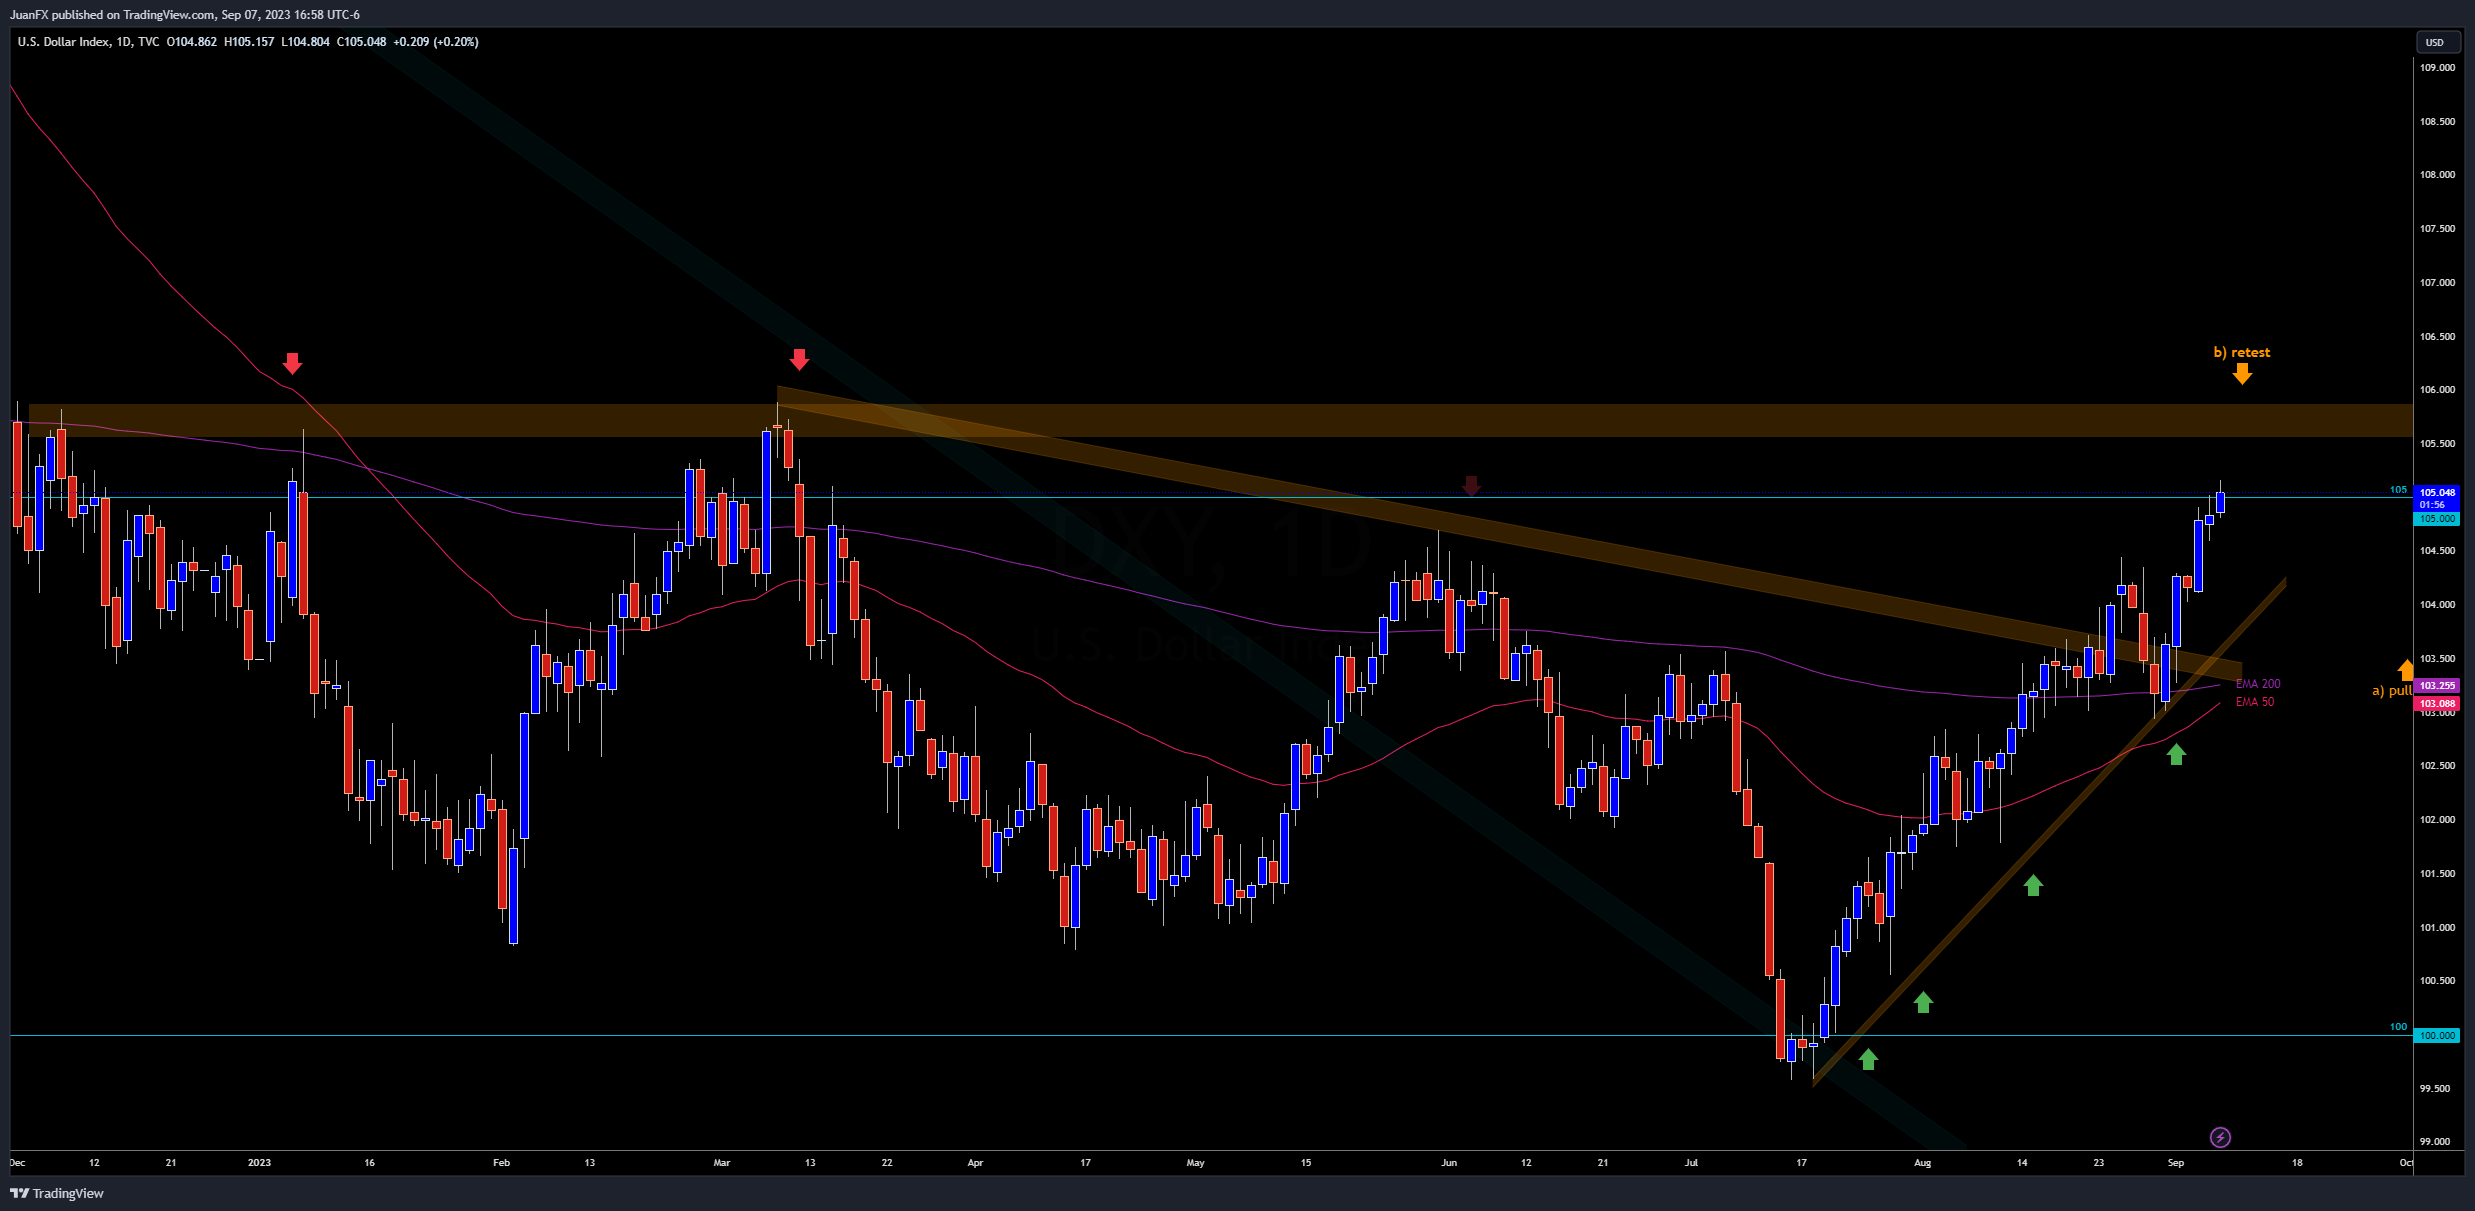 JuanFX published on TradingView.com, Sep 07, 2023 16:58 UTC-6
U.S. Dollar Index, 1D, TVC O104.862 H105.157 L104.804 C105.048 +0.209 (+0.20%)
USD
109.000
108.500
108.000
107.500
107.000
106.500
b) retest
106.000
105.500
105
105.048
01:56
105.000
DXY, 1D
104.500
104.000
U.S. Dollar In
103.500
EMA 200
103.255
a) pull
EMA 50
103.088
103.000
102.500
102.000
101.500
101.000
100.500
100
100.000
99.500
99.000
Dec 12 21 2023 16 Feb 13 Mar 13 22 Apr 17 May 15 Jun 12 21 Jul 17 Aug 14 23 Sep 18 Oct
TradingView